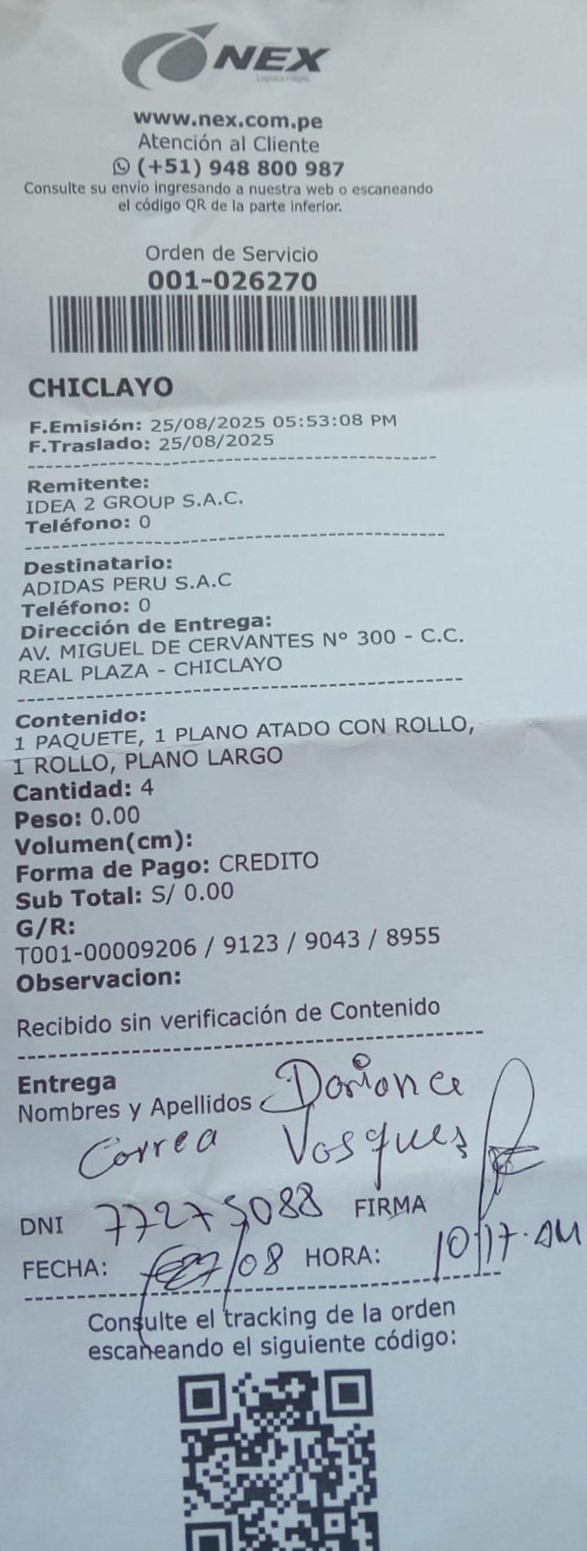 NEX
www.nex.com.pe
Atención al Cliente
(+51) 948 800 987
Consulte su envío ingresando a nuestra web o escaneando
el código QR de la parte inferior.
Orden de Servicio
001-026270
CHICLAYO
F.Emisión: 25/08/2025 05:53:08 PM
F.Traslado: 25/08/2025
Remitente:
IDEA 2 GROUP S.A.C.
Teléfono: 0
Destinatario:
ADIDAS PERU S.A.C
Teléfono: 0
Dirección de Entrega:
AV. MIGUEL DE CERVANTES Nº 300 - C.C.
REAL PLAZA - CHICLAYO
Contenido:
1 PAQUETE, 1 PLANO ATADO CON ROLLO,
1 ROLLO, PLANO LARGO
Cantidad: 4
Peso: 0.00
Volumen(cm):
Forma de Pago: CREDITO
Sub Total: S/ 0.00
G/R:
T001-00009206 / 9123 / 9043 / 8955
Observacion:
Recibido sin verificación de Contenido
Entrega
Nombres y Apellidos
Correa Vasques
DNI 77275088 FIRMA
FECHA: /08 HORA: 10:17 AM
Consulte el tracking de la orden
escaneando el siguiente código: